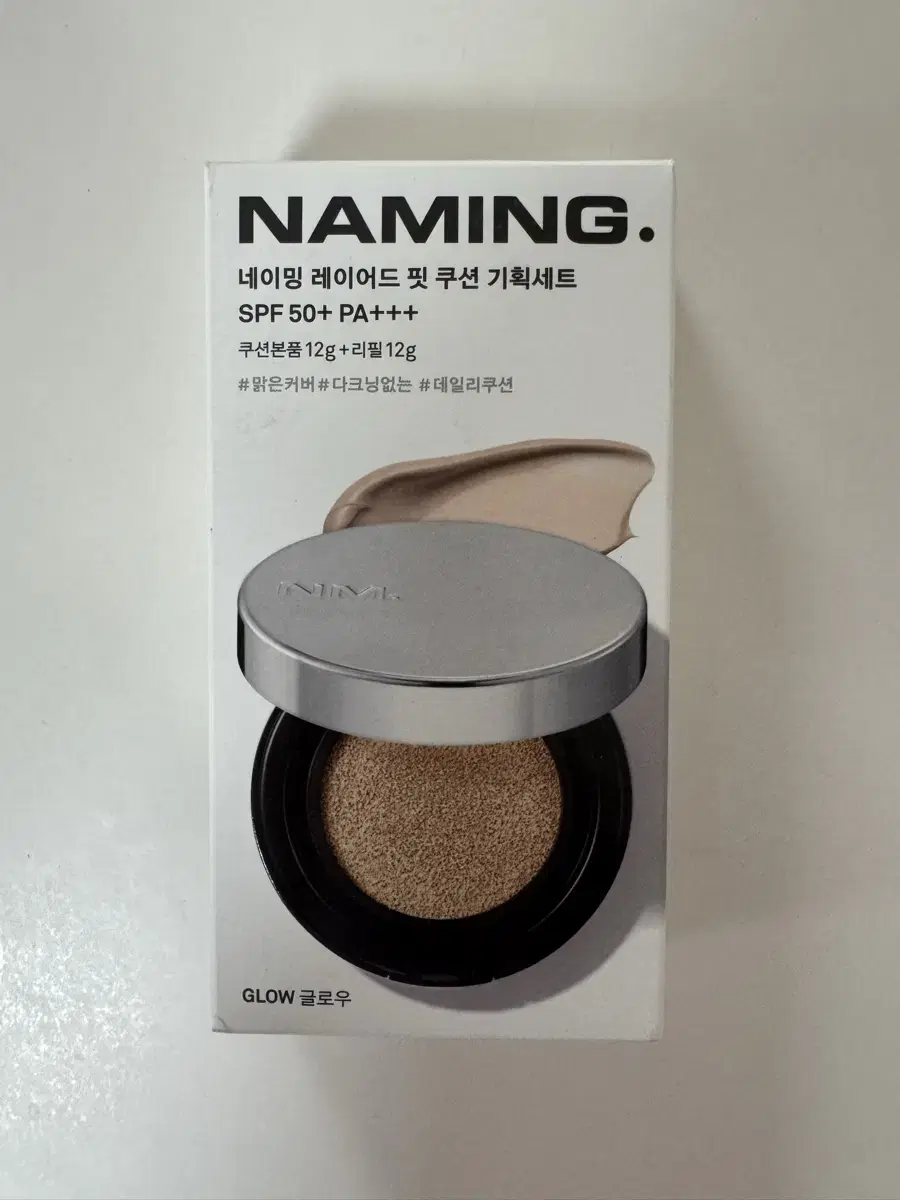 NAMING.
네이밍 레이어드 핏 쿠션 기획세트
SPF 50+ PA+++
쿠션본품 12g + 리필 12g
#맑은커버 #다크닝없는 #데일리쿠션
NM.
GLOW 글로우